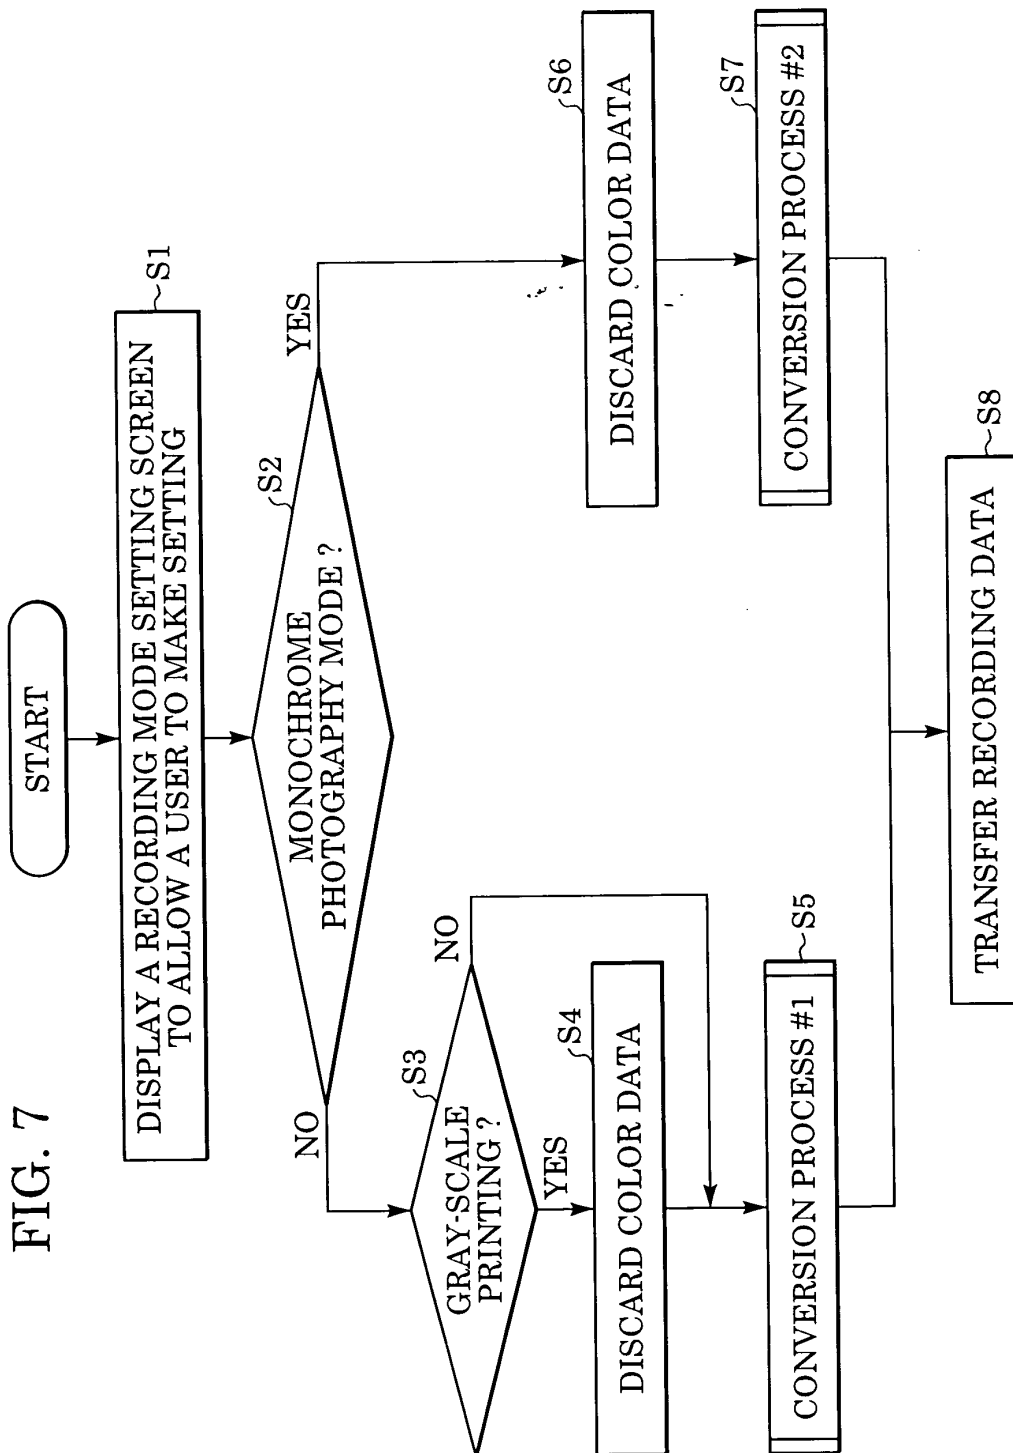 FIG. 7
START
DISPLAY A RECORDING MODE SETTING SCREEN
TO ALLOW A USER TO MAKE SETTING
S1
MONOCHROME
PHOTOGRAPHY MODE ?
S2
NO
YES
GRAY-SCALE
PRINTING ?
S3
NO
YES
DISCARD COLOR DATA
S4
CONVERSION PROCESS #1
S5
DISCARD COLOR DATA
S6
CONVERSION PROCESS #2
S7
TRANSFER RECORDING DATA
S8